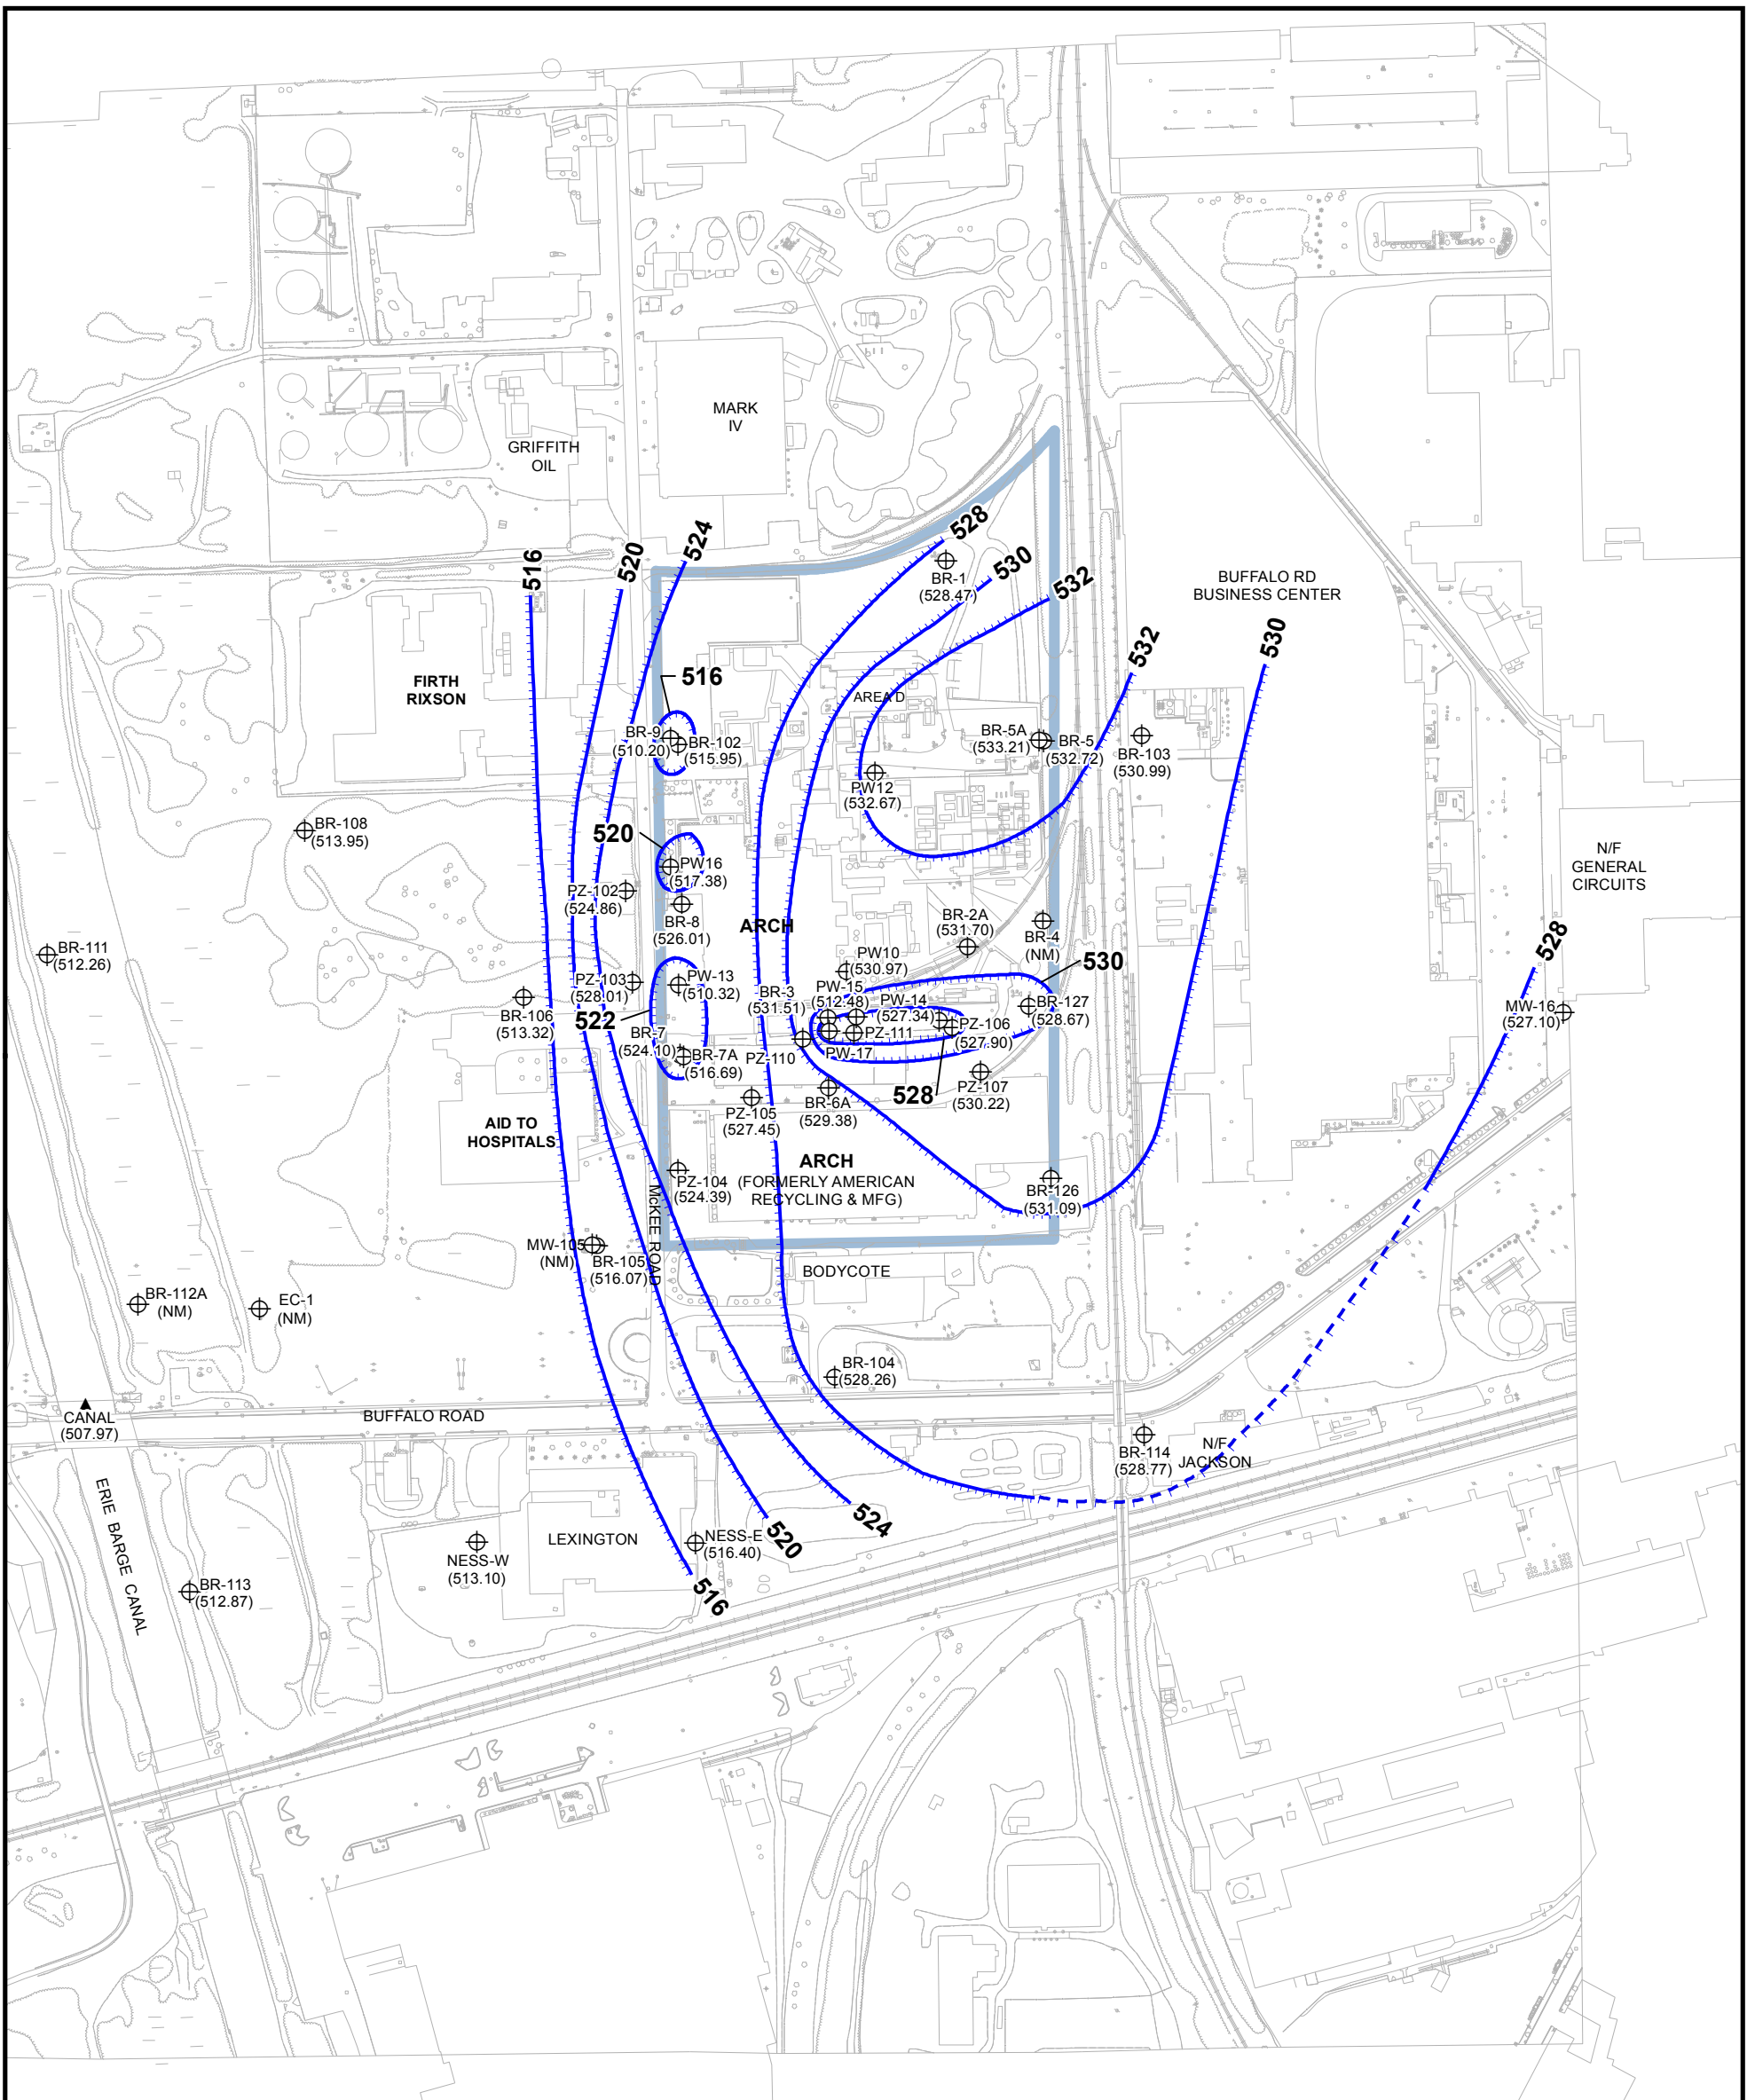 MARK
IV
GRIFFITH
OIL
516
520
524
528
530
532
BR-1
(528.47)
BUFFALO RD
BUSINESS CENTER
532
530
FIRTH
RIXSON
516
AREA D
BR-9
(510.20)
BR-102
(515.95)
BR-5A
(533.21)
BR-5
(532.72)
BR-103
(530.99)
PW12
(532.67)
BR-108
(513.95)
520
PW16
(517.38)
N/F
GENERAL
CIRCUITS
PZ-102
(524.86)
BR-8
(526.01)
ARCH
BR-2A
(531.70)
BR-4
(NM)
528
BR-111
(512.26)
PW10
(530.97)
530
PZ-103
(528.01)
PW-13
(510.32)
BR-3
(531.51)
PW-15
(512.48)
PW-14
(527.34)
BR-127
(528.67)
MW-16
(527.10)
BR-106
(513.32)
522
BR-7
(524.10)
BR-7A
(516.69)
PZ-110
PZ-111
PW-17
PZ-106
(527.90)
528
PZ-107
(530.22)
PZ-105
(527.45)
BR-6A
(529.38)
AID TO
HOSPITALS
PZ-104
(524.39)
ARCH
(FORMERLY AMERICAN
RECYCLING & MFG)
BR-126
(531.09)
McKEE ROAD
MW-105
(NM)
BR-105
(516.07)
BODYCOTE
BR-112A
(NM)
EC-1
(NM)
BR-104
(528.26)
CANAL
(507.97)
BUFFALO ROAD
BR-114
(528.77)
N/F
JACKSON
ERIE BARGE CANAL
LEXINGTON
NESS-W
(513.10)
NESS-E
(516.40)
520
524
BR-113
(512.87)
516